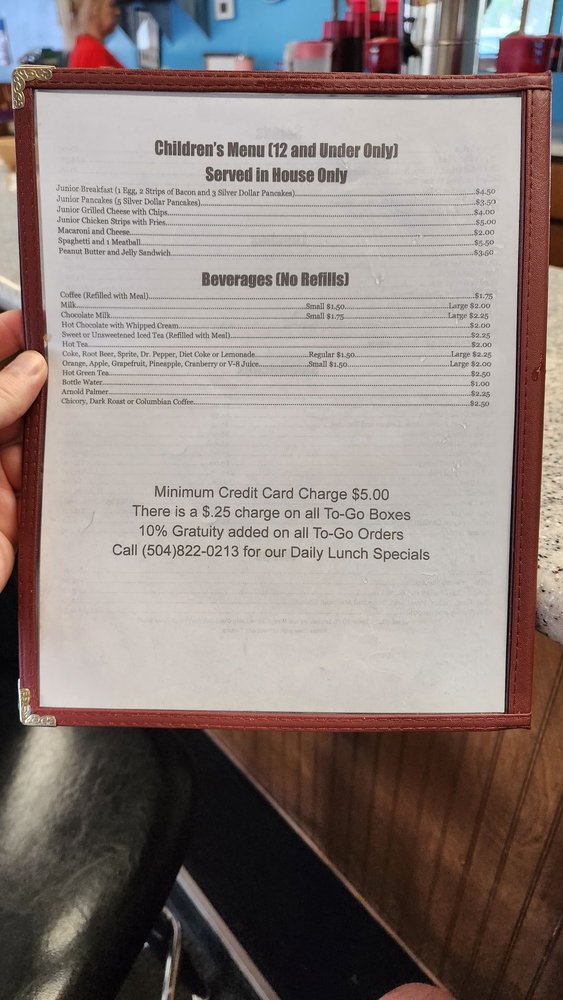 Children's Menu (12 and Under Only)
Served in House Only
Junior Breakfast (1 Egg, 2 Strips of Bacon and 3 Silver Dollar Pancakes) $4.50
Junior Pancakes (5 Silver Dollar Pancakes) $3.50
Junior Grilled Cheese with Chips $4.00
Junior Chicken Strips with Fries $5.00
Macaroni and Cheese $2.00
Spaghetti and 1 Meatball $5.50
Peanut Butter and Jelly Sandwich $3.50
Beverages (No Refills)
Coffee (Refilled with Meal) $1.75
Milk Small $1.50 Large $2.00
Chocolate Milk Small $1.75 Large $2.25
Hot Chocolate with Whipped Cream $2.00
Sweet or Unsweetened Iced Tea (Refilled with Meal) $2.25
Hot Tea $2.00
Coke, Root Beer, Sprite, Dr. Pepper, Diet Coke or Lemonade Regular $1.50 Large $2.25
Orange, Apple, Grapefruit, Pineapple, Cranberry or V-8 Juice Small $1.50 Large $2.00
Hot Green Tea $2.50
Bottle Water $1.00
Arnold Palmer $2.25
Chicory, Dark Roast or Columbian Coffee $2.50
Minimum Credit Card Charge $5.00
There is a $.25 charge on all To-Go Boxes
10% Gratuity added on all To-Go Orders
Call (504)822-0213 for our Daily Lunch Specials